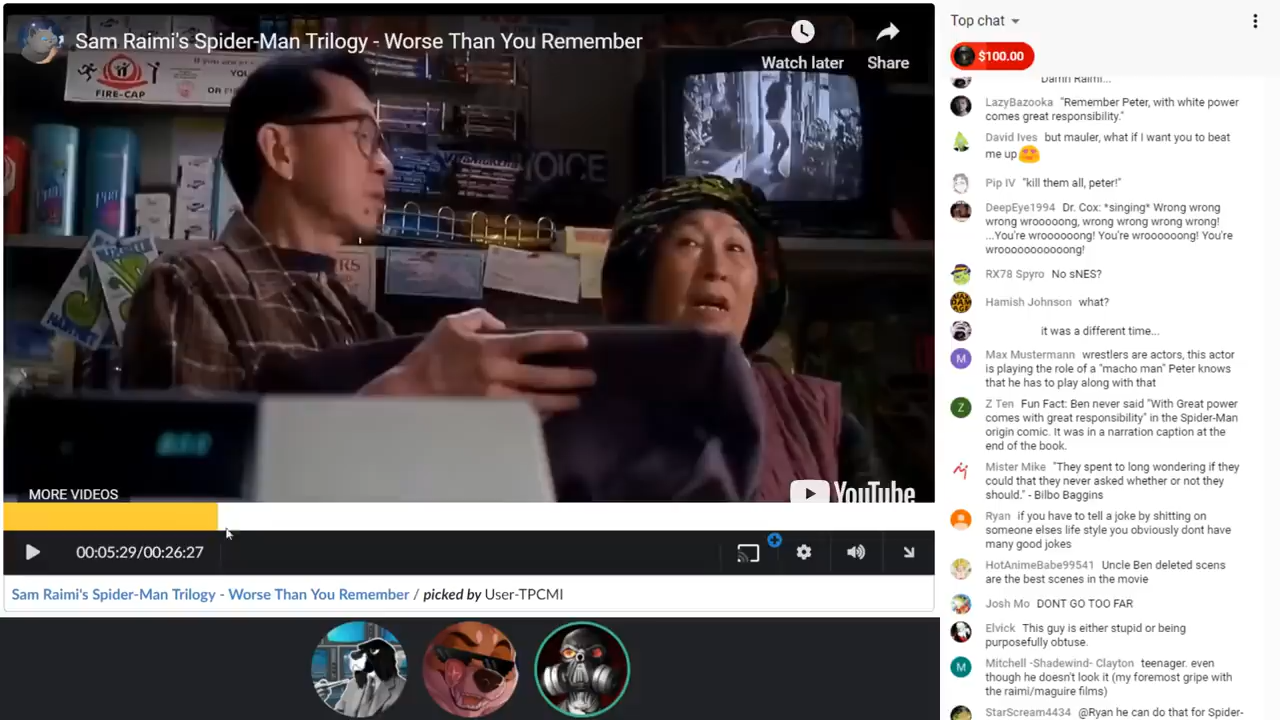 Sam Raimi's Spider-Man Trilogy - Worse Than You Remember
Watch later
Share
FIRE-CAP
VOICE
MORE VIDEOS
YouTube
00:05:29/00:26:27
Sam Raimi's Spider-Man Trilogy - Worse Than You Remember / picked by User-TPCMI
Top chat
$100.00
Damn Raimi...
LazyBazooka "Remember Peter, with white power
comes great responsibility."
David Ives but mauler, what if I want you to beat
me up
Pip IV "kill them all, peter!"
DeepEye1994 Dr. Cox: *singing* Wrong wrong
wrong wrooooong, wrong wrong wrong wrong!
...You're wroooooong! You're wroooooong! You're
wroooooooooong!
RX78 Spyro No sNES?
Hamish Johnson what?
it was a different time...
Max Mustermann wrestlers are actors, this actor
is playing the role of a "macho man" Peter knows
that he has to play along with that
Z Ten Fun Fact: Ben never said "With Great power
comes with great responsibility" in the Spider-Man
origin comic. It was in a narration caption at the
end of the book.
Mister Mike "They spent to long wondering if they
could that they never asked whether or not they
should." - Bilbo Baggins
Ryan if you have to tell a joke by shitting on
someone elses life style you obviously dont have
many good jokes
HotAnimeBabe99541 Uncle Ben deleted scens
are the best scenes in the movie
Josh Mo DONT GO TOO FAR
Elvick This guy is either stupid or being
purposefully obtuse.
Mitchell -Shadewind- Clayton teenager. even
though he doesn't look it (my foremost gripe with
the raimi/maguire films)
StarScream4434 @Ryan he can do that for Spider-